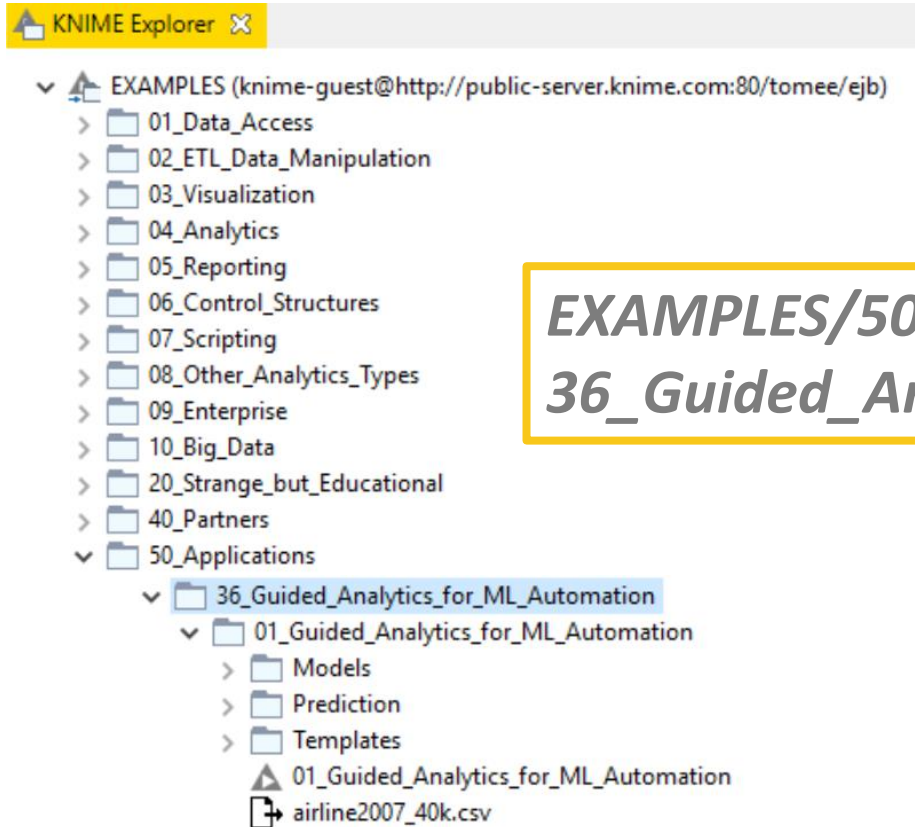 KNIME Explorer
EXAMPLES (knime-guest@http://public-server.knime.com:80/tomee/ejb)
01_Data_Access
02_ETL_Data_Manipulation
03_Visualization
04_Analytics
05_Reporting
06_Control_Structures
07_Scripting
08_Other_Analytics_Types
09_Enterprise
10_Big_Data
20_Strange_but_Educational
40_Partners
50_Applications
36_Guided_Analytics_for_ML_Automation
01_Guided_Analytics_for_ML_Automation
Models
Prediction
Templates
01_Guided_Analytics_for_ML_Automation
airline2007_40k.csv
EXAMPLES/50
36_Guided_